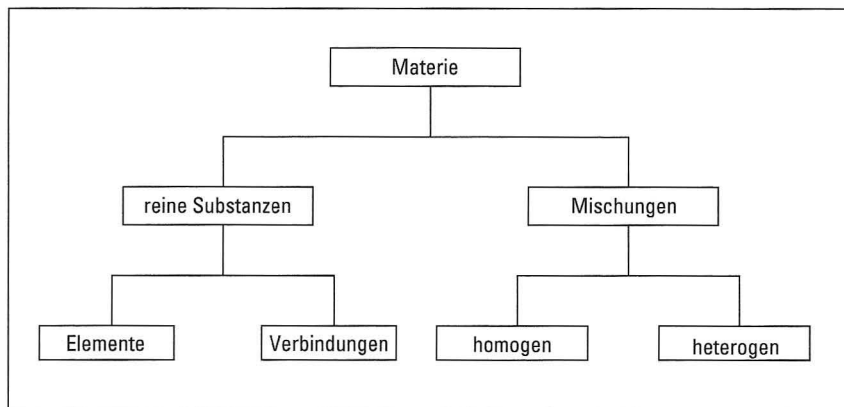 Materie
reine Substanzen
Mischungen
Elemente
Verbindungen
homogen
heterogen